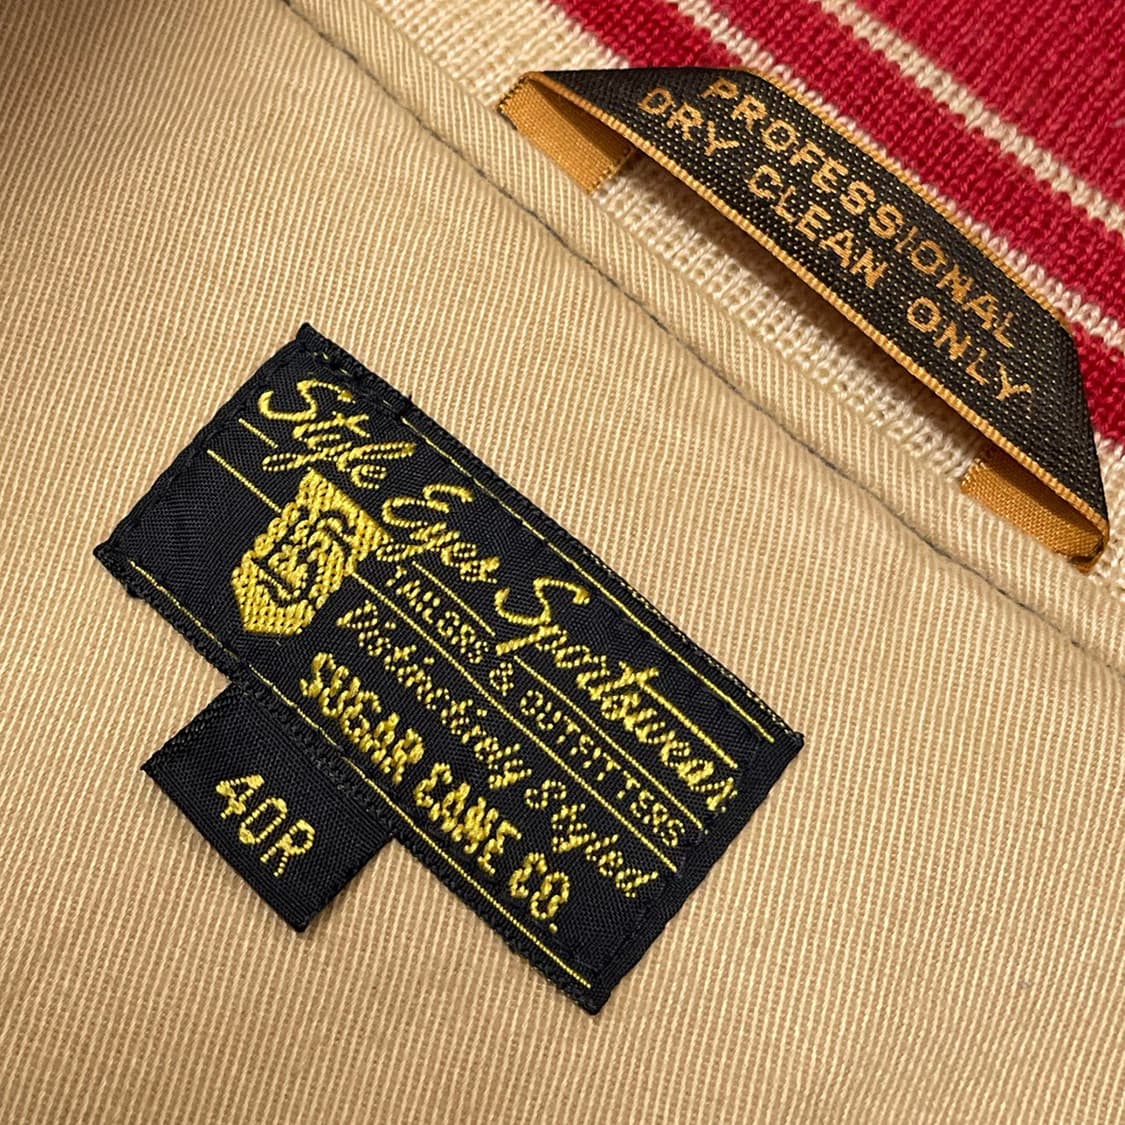 PROFESSIONAL
DRY CLEAN ONLY
Style Eyes Sportswear
TAILORS & OUTFITTERS
Distinctively Styled
SUGAR CANE CO.
40R